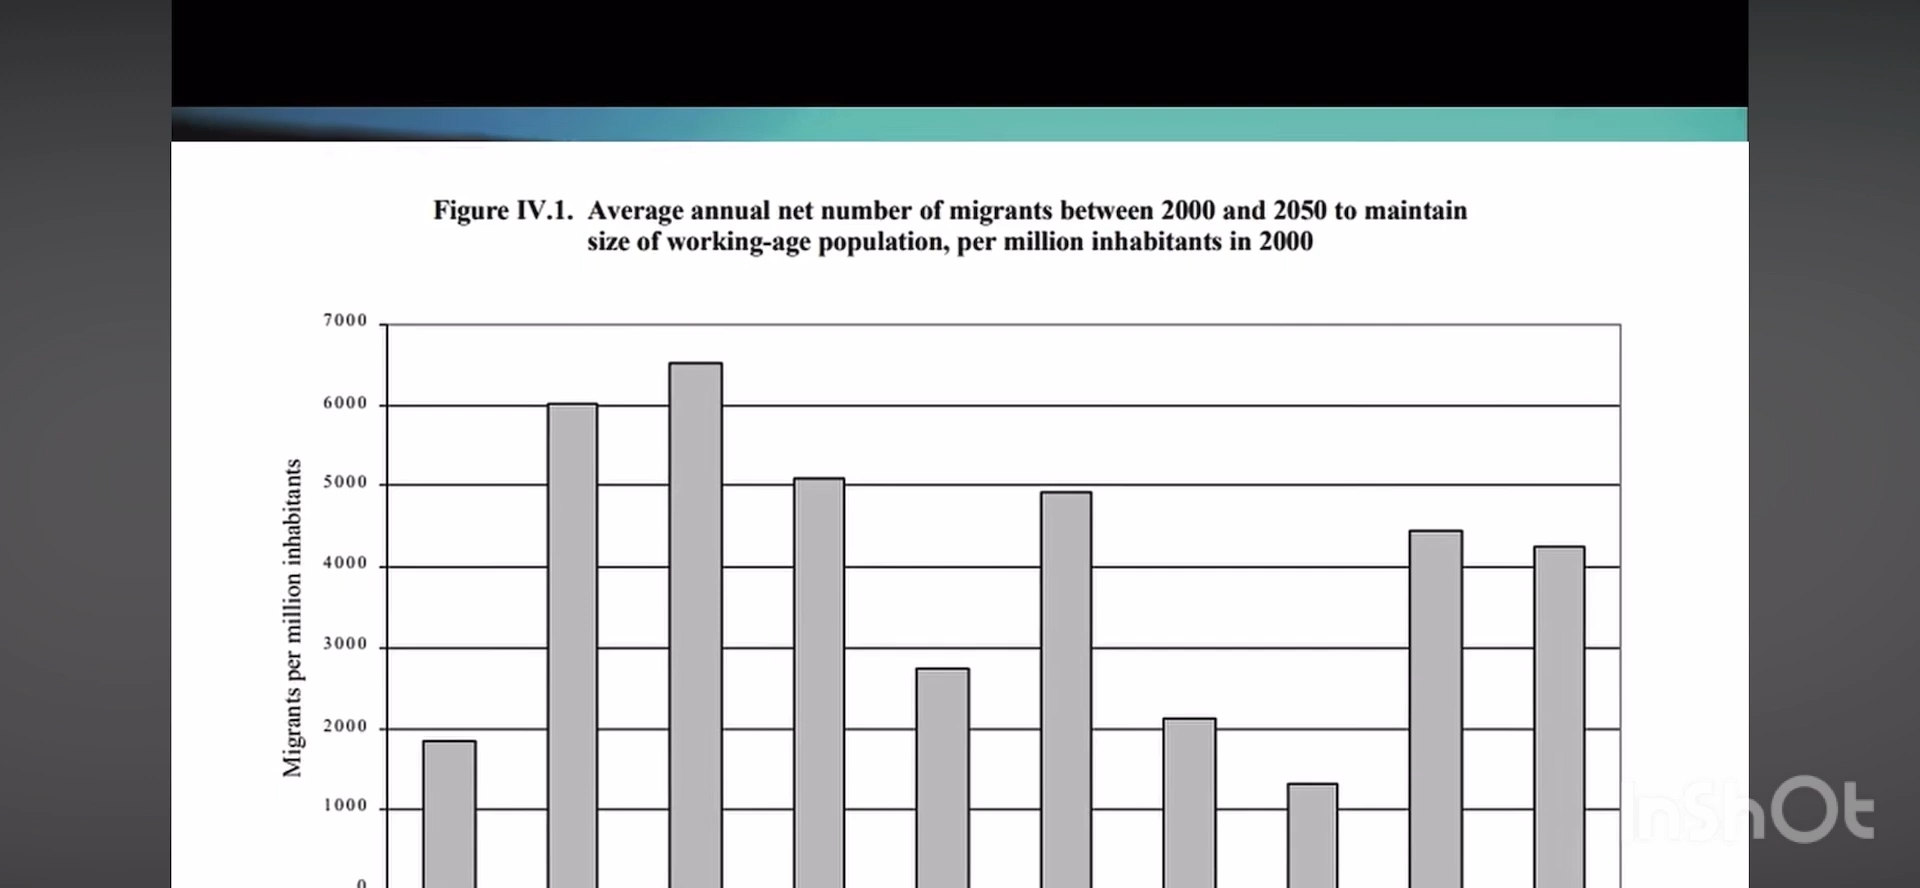 Figure IV.1. Average annual net number of migrants between 2000 and 2050 to maintain
size of working-age population, per million inhabitants in 2000
7000
6000
5000
4000
3000
2000
1000
0
Migrants per million inhabitants
InShOt